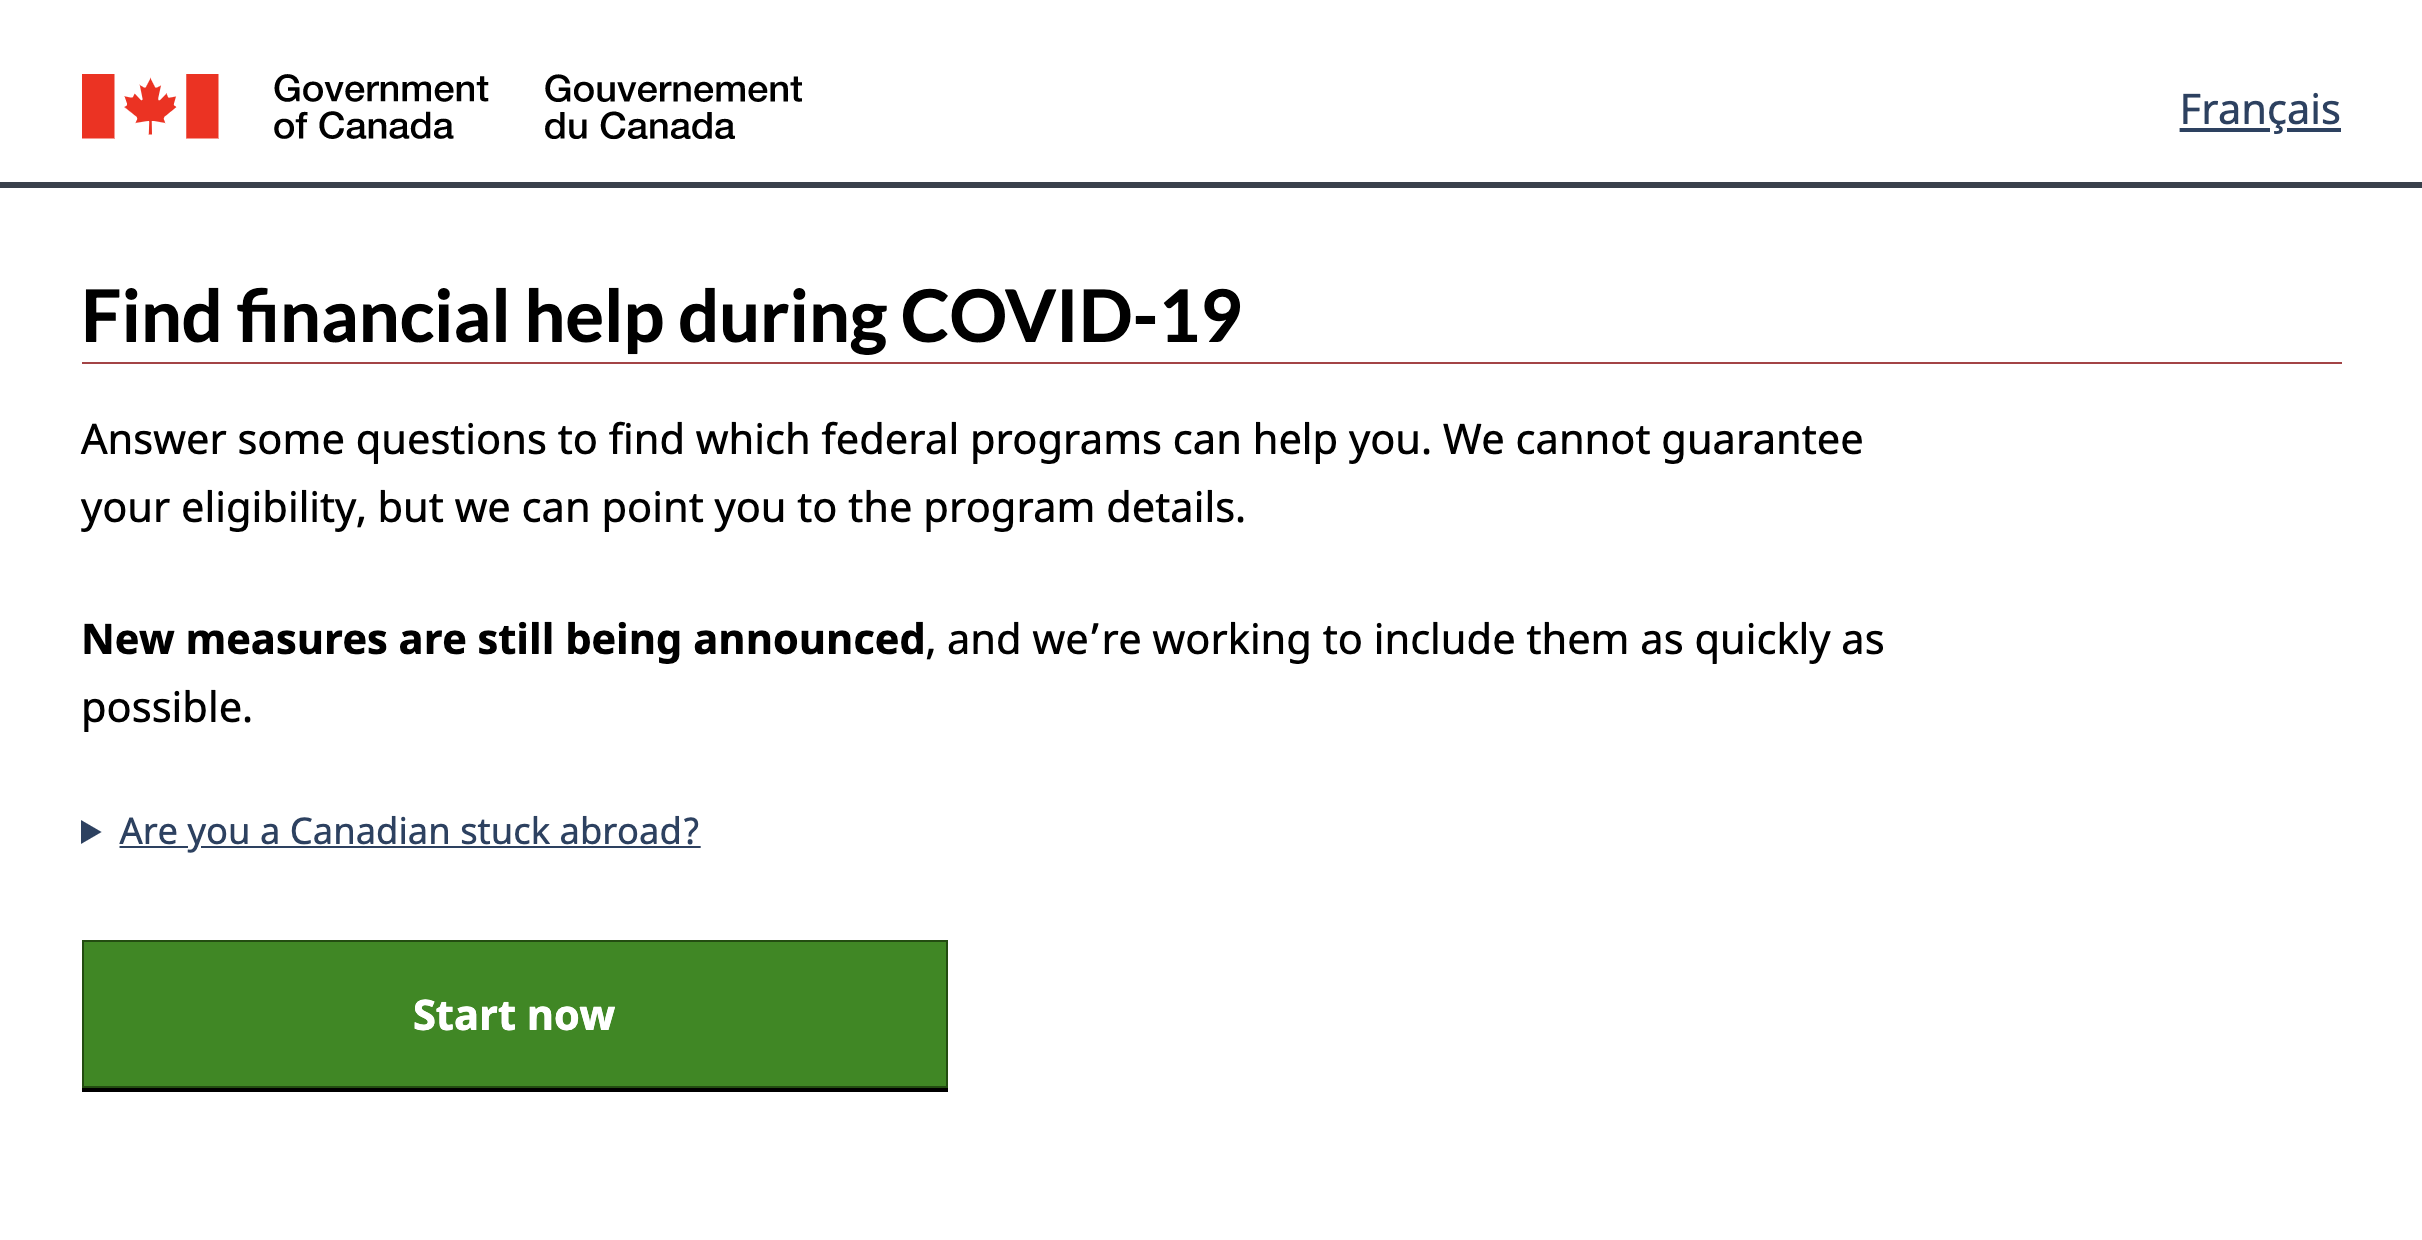 Government
of Canada
Gouvernement
du Canada
Français
Find financial help during COVID-19
Answer some questions to find which federal programs can help you. We cannot guarantee
your eligibility, but we can point you to the program details.
New measures are still being announced, and we’re working to include them as quickly as
possible.
Are you a Canadian stuck abroad?
Start now